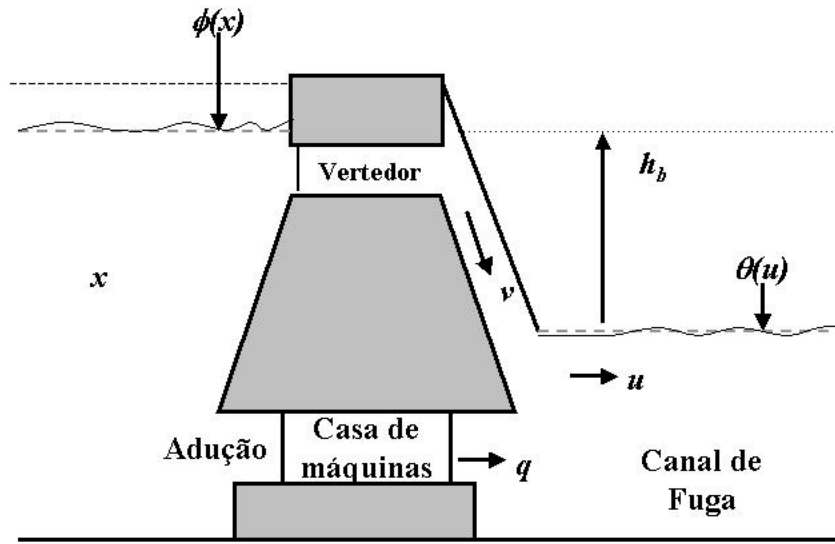 ϕ(x)
Vertedor
h_b
x
v
θ(u)
u
Adução
Casa de
máquinas
q
Canal de
Fuga